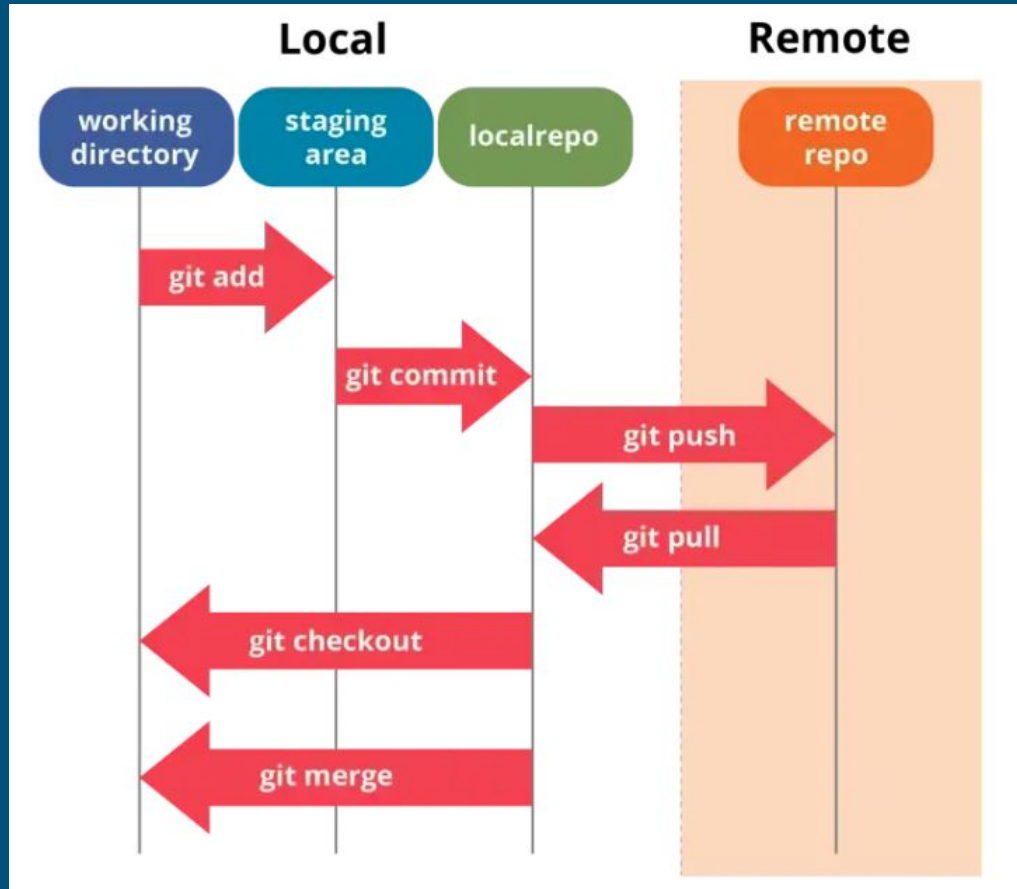 Local
Remote
working
directory
staging
area
localrepo
remote
repo
git add
git commit
git push
git pull
git checkout
git merge